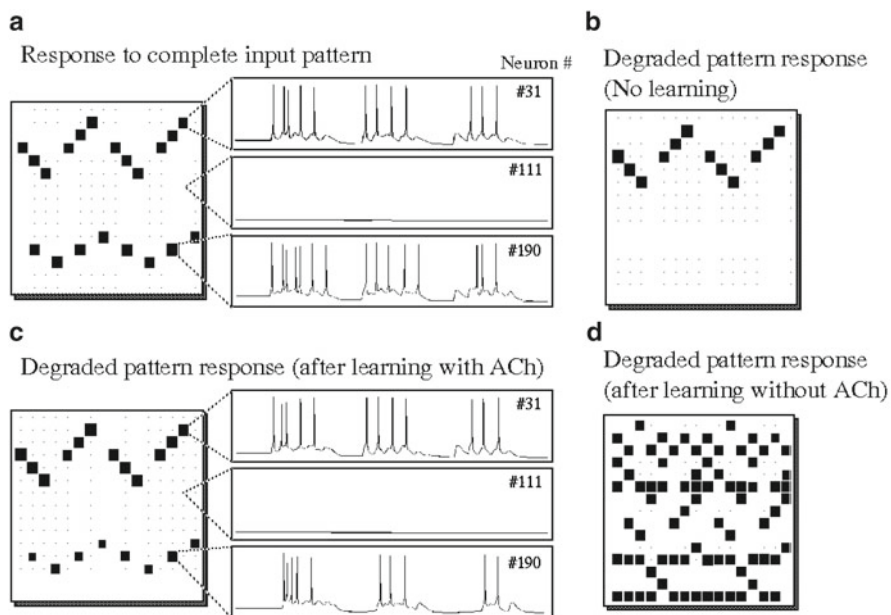 a
Response to complete input pattern
Neuron #
#31
#111
#190
b
Degraded pattern response
(No learning)
c
Degraded pattern response (after learning with ACh)
#31
#111
#190
d
Degraded pattern response
(after learning without ACh)